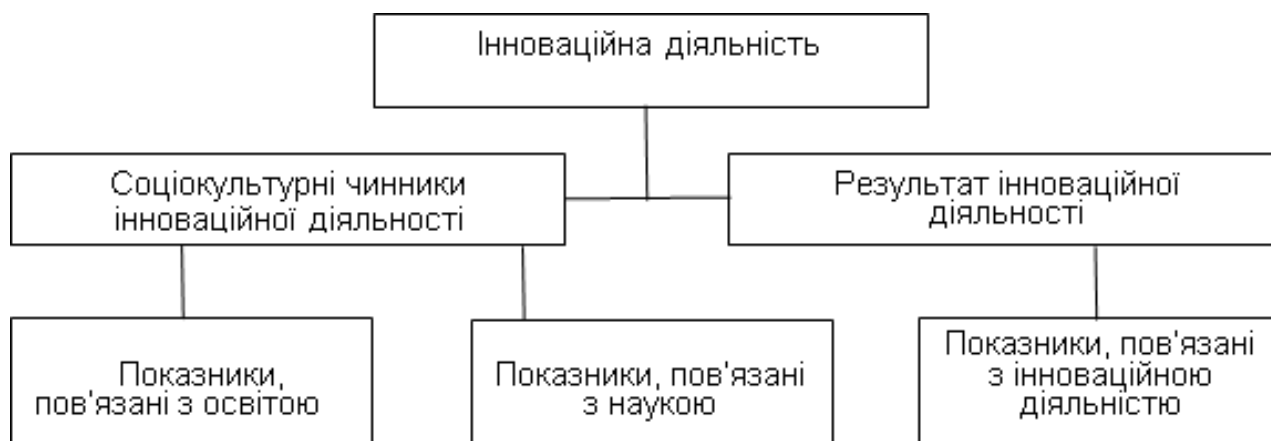 Інноваційна діяльність
Соціокультурні чинники
інноваційної діяльності
Результат інноваційної
діяльності
Показники,
пов'язані з освітою
Показники, пов'язані
з наукою
Показники, пов'язані
з інноваційною
діяльністю